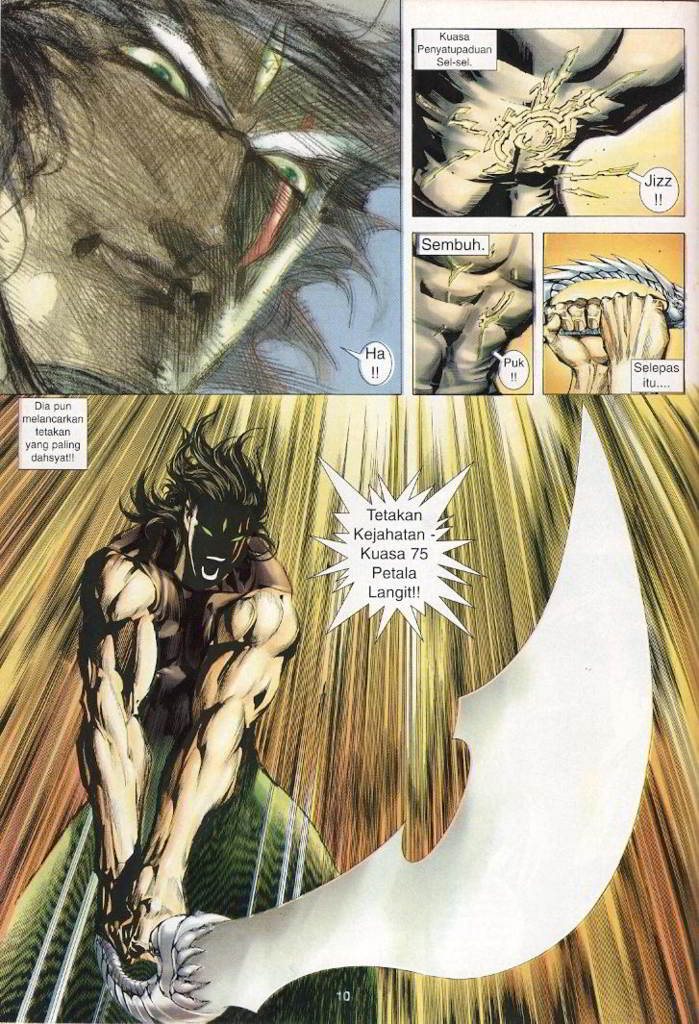 Ha
!!
Kuasa
Penyatupaduan
Sel-sel.
Jizz
!!
Sembuh.
Puk
!!
Selepas
itu....
Dia pun
melancarkan
tetakan
yang paling
dahsyat!!
Tetakan
Kejahatan -
Kuasa 75
Petala
Langit!!
10